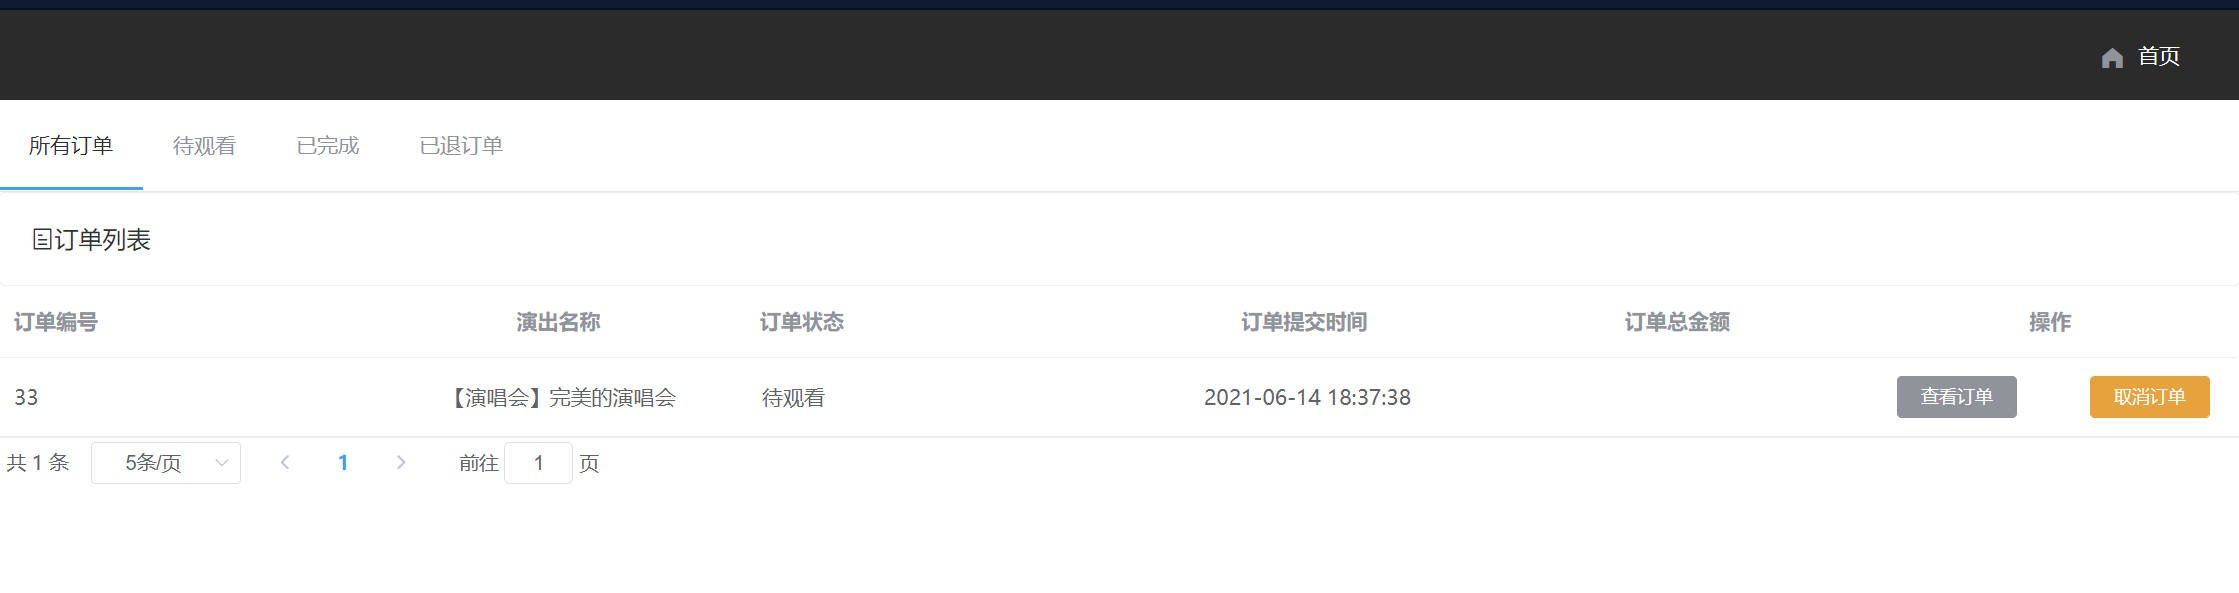 首页
所有订单 待观看 已完成 已退订单
订单列表
订单编号 演出名称 订单状态 订单提交时间 订单总金额 操作
33 【演唱会】完美的演唱会 待观看 2021-06-14 18:37:38 查看订单 取消订单
共 1 条 5条/页 1 前往 1 页